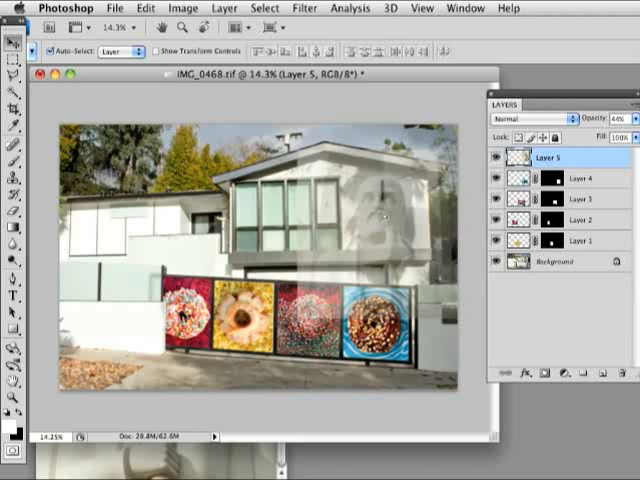 Photoshop File Edit Image Layer Select Filter Analysis 3D View Window Help
14.3%
Auto-Select: Layer Show Transform Controls
IMG_0468.tif @ 14.3% (Layer 5, RGB/8*) *
LAYERS
Normal Opacity: 44%
Lock: Fill: 100%
Layer 5
Layer 4
Layer 3
Layer 2
Layer 1
Background
14.25% Doc: 28.8M/62.6M